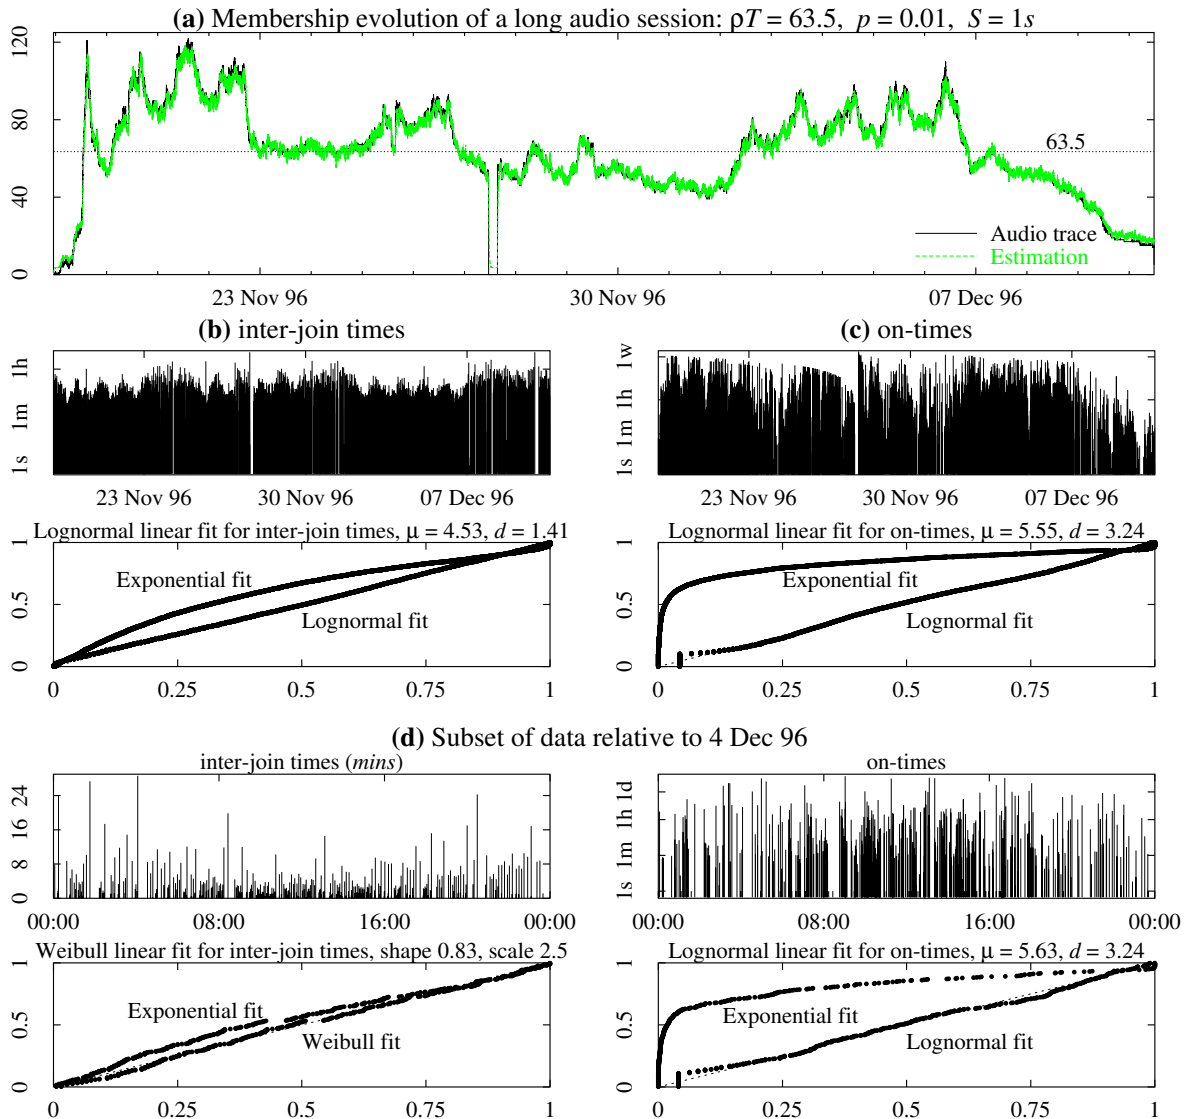 (a) Membership evolution of a long audio session: ρT = 63.5, p = 0.01, S = 1s
120
80
40
0
63.5
Audio trace
Estimation
23 Nov 96 30 Nov 96 07 Dec 96
(b) inter-join times
1h
1m
1s
23 Nov 96 30 Nov 96 07 Dec 96
(c) on-times
1w
1h
1m
1s
23 Nov 96 30 Nov 96 07 Dec 96
Lognormal linear fit for inter-join times, μ = 4.53, d = 1.41
1
0.5
0
Exponential fit
Lognormal fit
0 0.25 0.5 0.75 1
Lognormal linear fit for on-times, μ = 5.55, d = 3.24
1
0.5
0
Exponential fit
Lognormal fit
0 0.25 0.5 0.75 1
(d) Subset of data relative to 4 Dec 96
inter-join times (mins)
24
16
8
0
00:00 08:00 16:00 00:00
on-times
1d
1h
1m
1s
00:00 08:00 16:00 00:00
Weibull linear fit for inter-join times, shape 0.83, scale 2.5
1
0.5
0
Exponential fit
Weibull fit
0 0.25 0.5 0.75 1
Lognormal linear fit for on-times, μ = 5.63, d = 3.24
1
0.5
0
Exponential fit
Lognormal fit
0 0.25 0.5 0.75 1